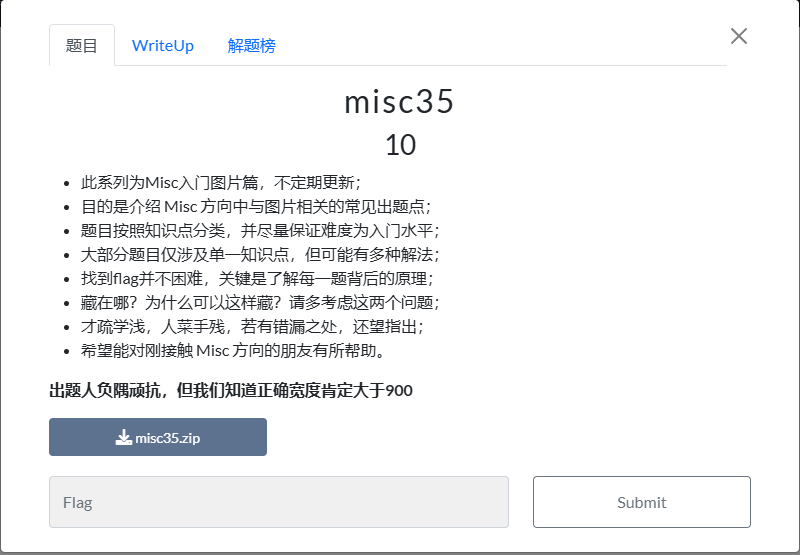 题目 WriteUp 解题榜
misc35
10
此系列为Misc入门图片篇，不定期更新；
目的是介绍 Misc 方向中与图片相关的常见出题点；
题目按照知识点分类，并尽量保证难度为入门水平；
大部分题目仅涉及单一知识点，但可能有多种解法；
找到flag并不困难，关键是了解每一题背后的原理；
藏在哪？为什么可以这样藏？请多考虑这两个问题；
才疏学浅，人菜手残，若有错漏之处，还望指出；
希望能对刚接触 Misc 方向的朋友有所帮助。
出题人负隅顽抗，但我们知道正确宽度肯定大于900
misc35.zip
Flag Submit